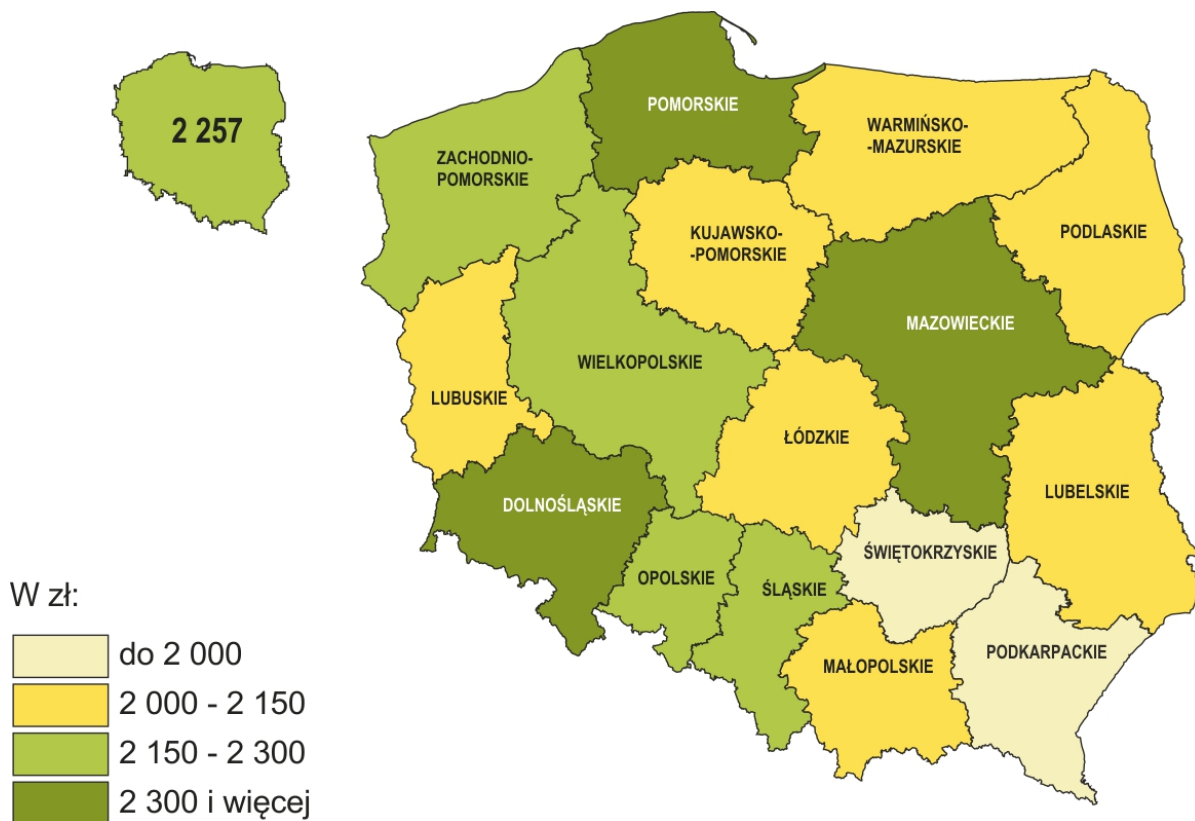 2 257
POMORSKIE
WARMIŃSKO-
-MAZURSKIE
ZACHODNIO-
POMORSKIE
KUJAWSKO-
-POMORSKIE
PODLASKIE
MAZOWIECKIE
WIELKOPOLSKIE
LUBUSKIE
ŁÓDZKIE
LUBELSKIE
DOLNOŚLĄSKIE
ŚWIĘTOKRZYSKIE
OPOLSKIE
ŚLĄSKIE
PODKARPACKIE
MAŁOPOLSKIE
W zł:
do 2 000
2 000 - 2 150
2 150 - 2 300
2 300 i więcej